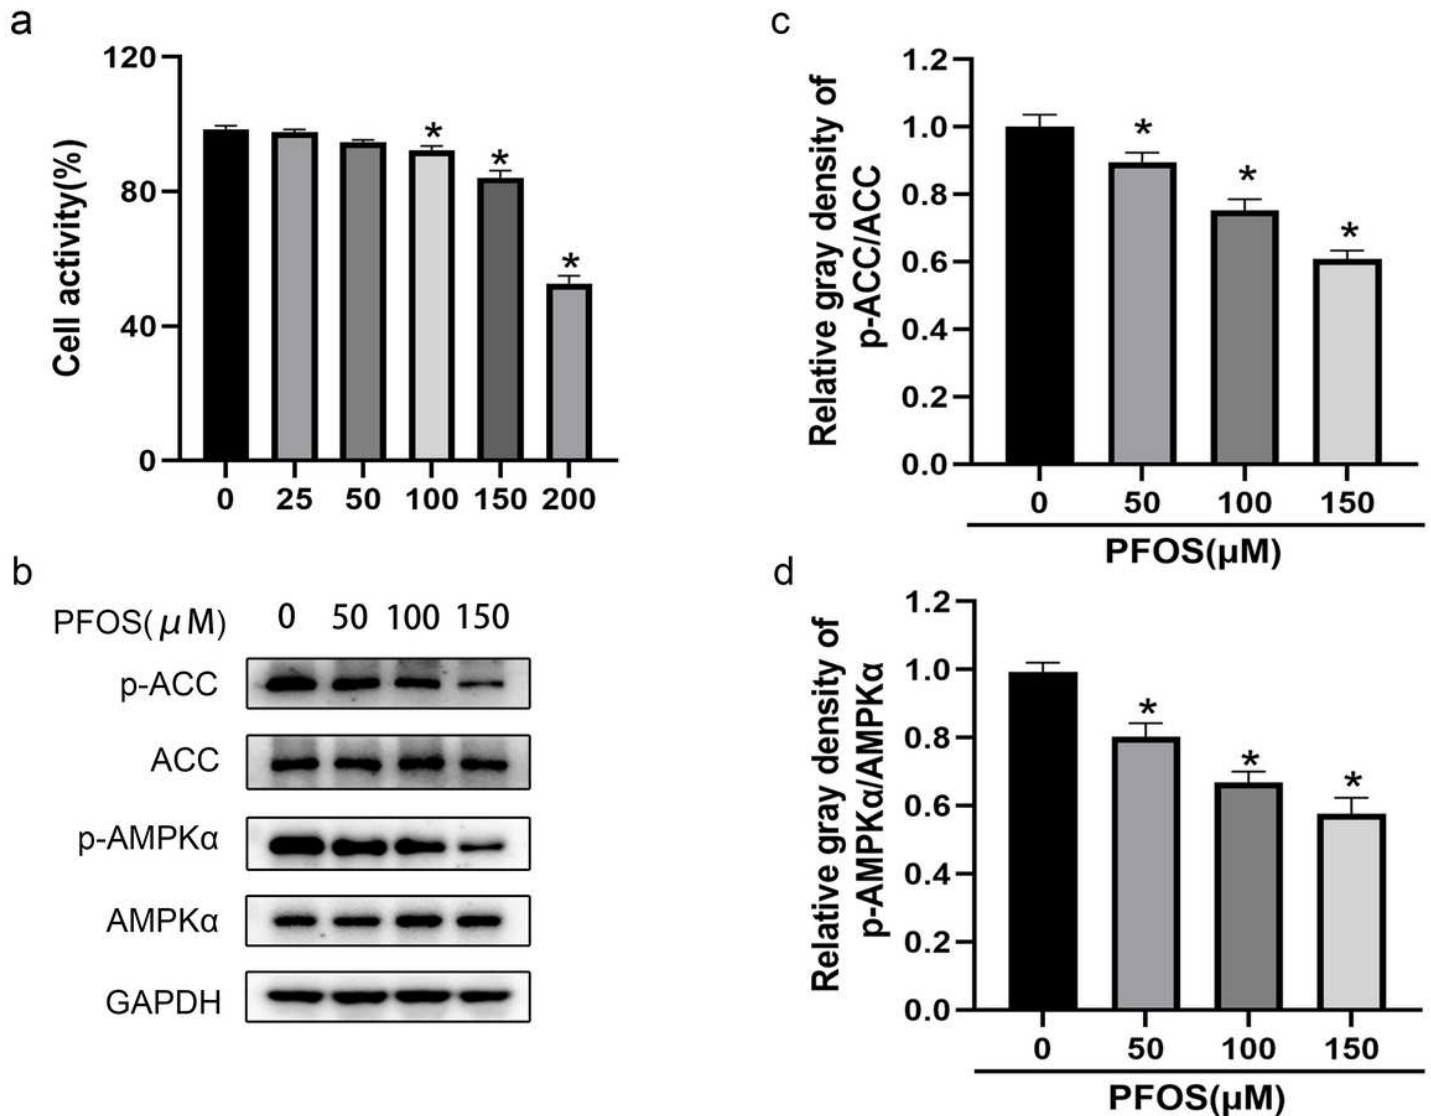 a
Cell activity(%)
120
80
40
0
*
*
*
0 25 50 100 150 200
b
PFOS(μM) 0 50 100 150
p-ACC
ACC
p-AMPKα
AMPKα
GAPDH
c
Relative gray density of
p-ACC/ACC
1.2
1.0
0.8
0.6
0.4
0.2
0.0
*
*
*
0 50 100 150
PFOS(μM)
d
Relative gray density of
p-AMPKα/AMPKα
1.2
1.0
0.8
0.6
0.4
0.2
0.0
*
*
*
0 50 100 150
PFOS(μM)